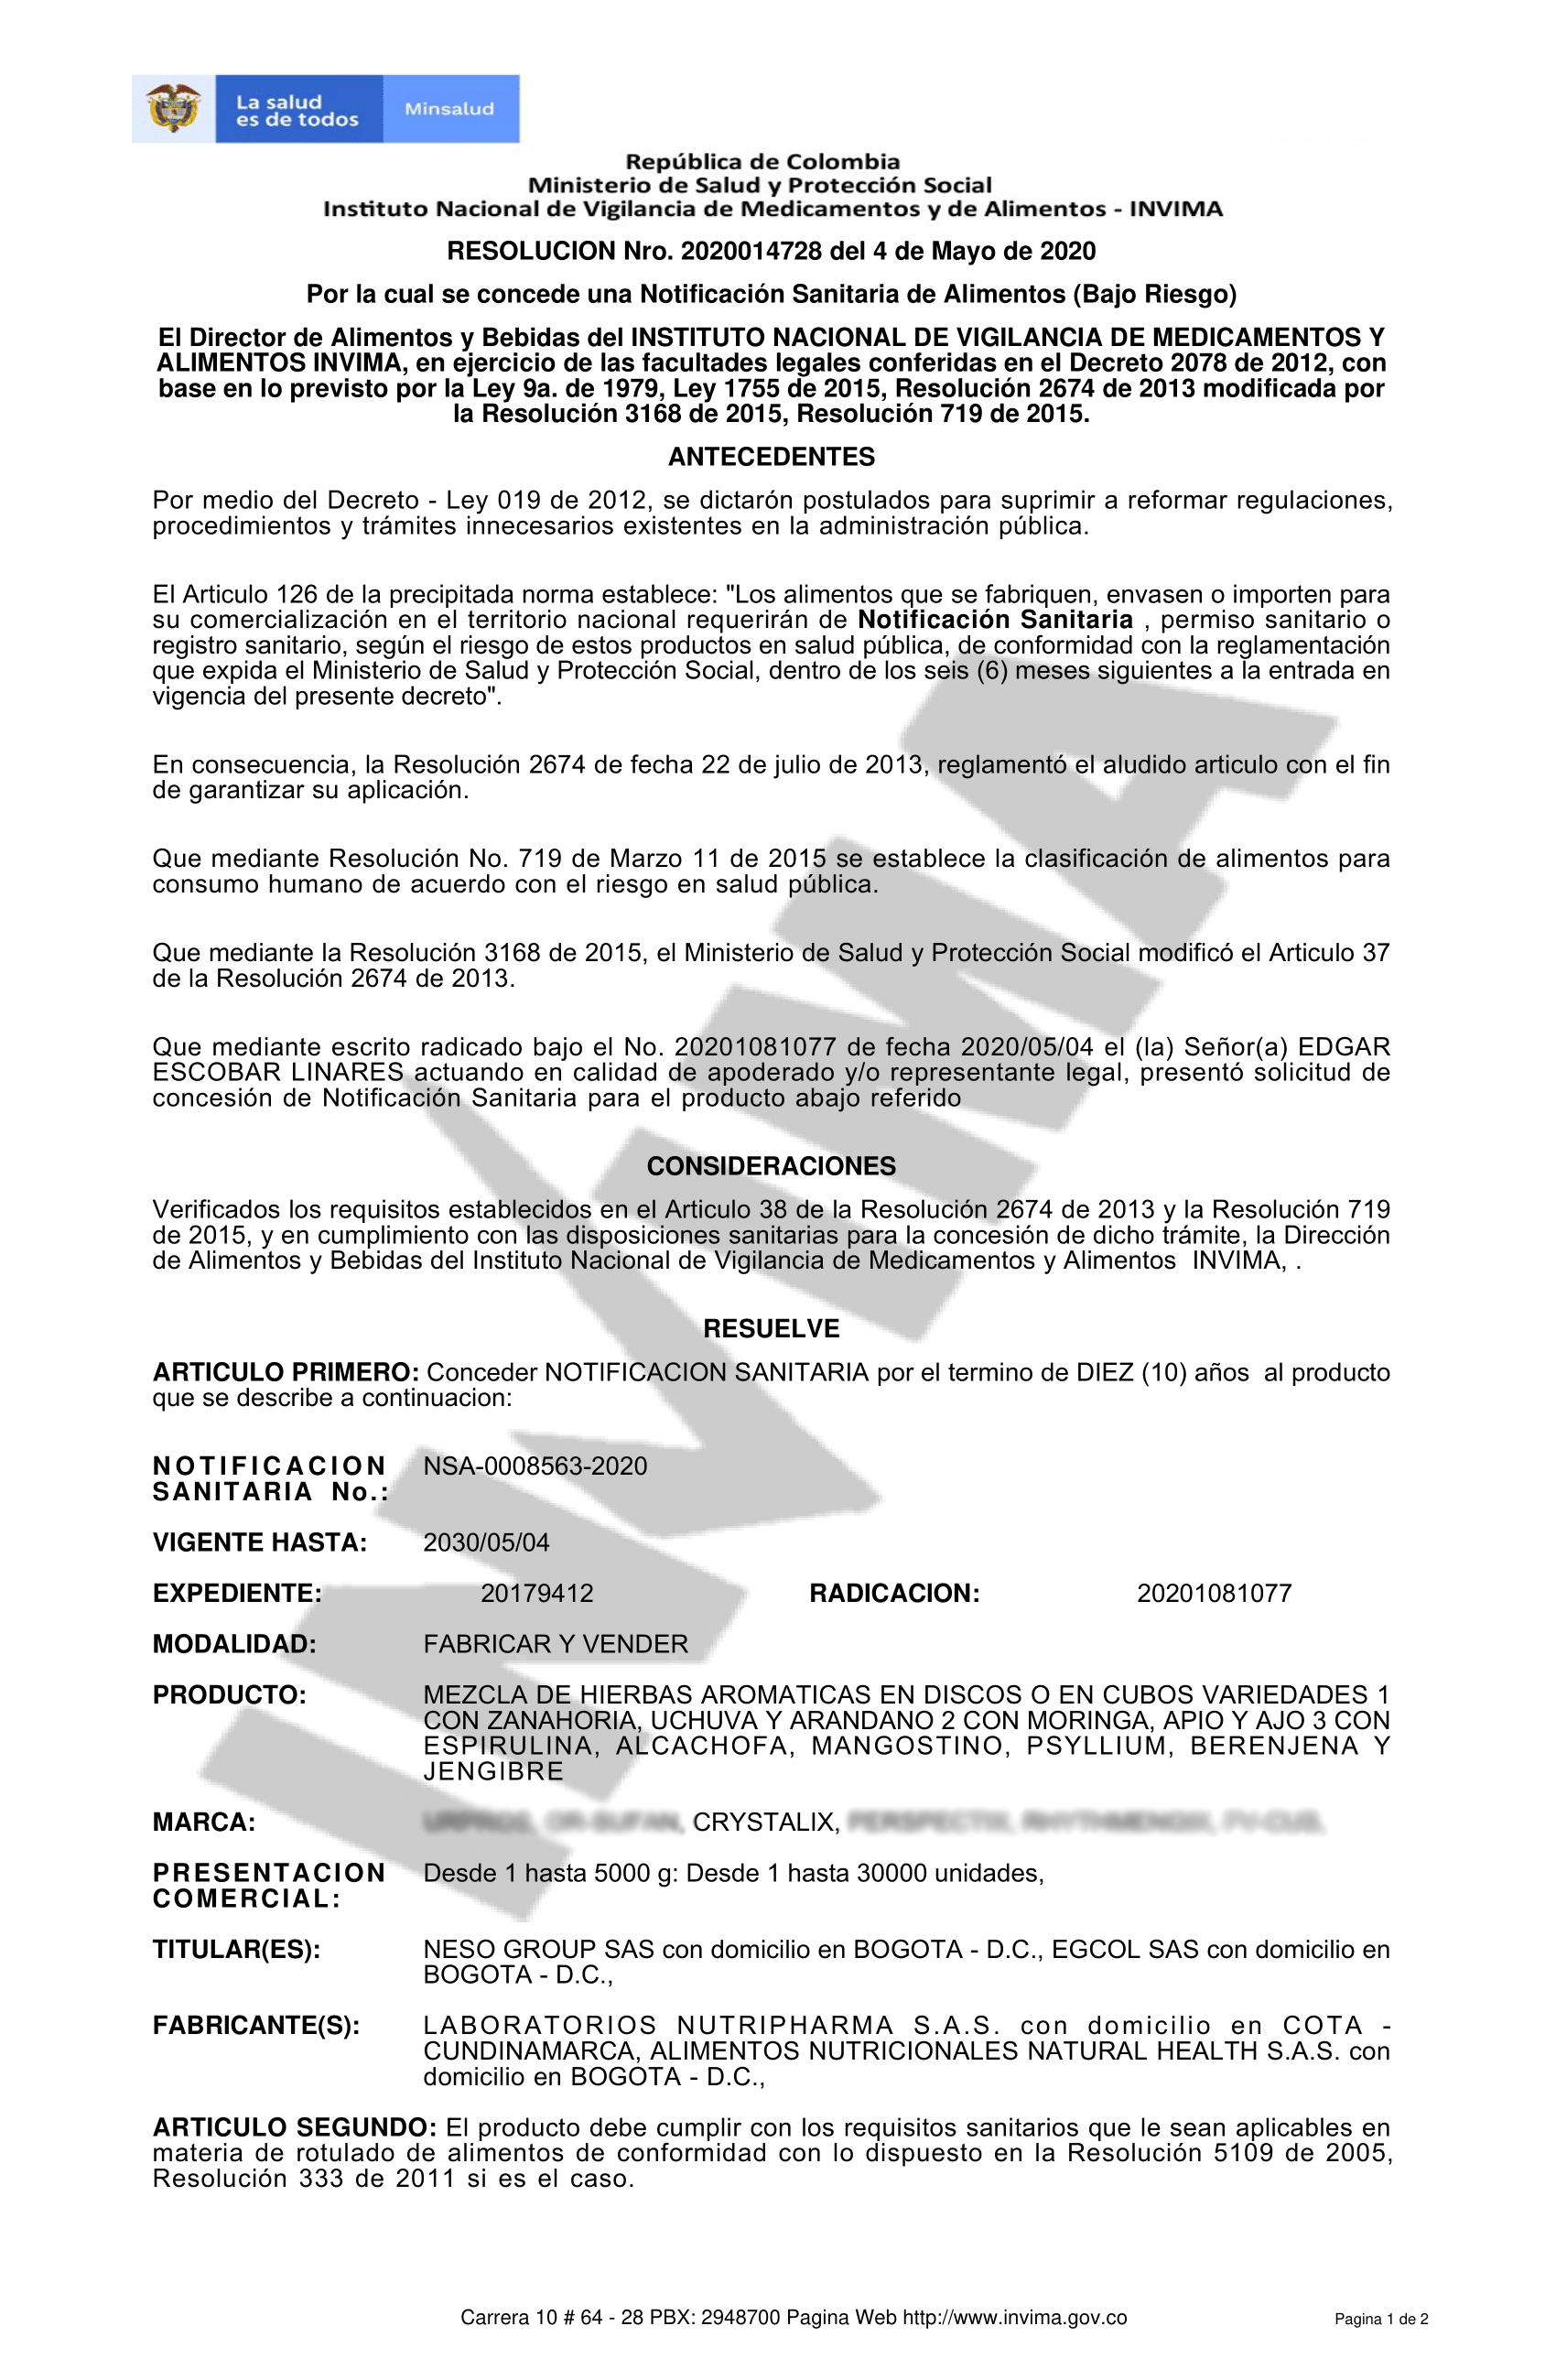 La salud
es de todos
Minsalud
República de Colombia
Ministerio de Salud y Protección Social
Instituto Nacional de Vigilancia de Medicamentos y de Alimentos - INVIMA
RESOLUCION Nro. 2020014728 del 4 de Mayo de 2020
Por la cual se concede una Notificación Sanitaria de Alimentos (Bajo Riesgo)
El Director de Alimentos y Bebidas del INSTITUTO NACIONAL DE VIGILANCIA DE MEDICAMENTOS Y
ALIMENTOS INVIMA, en ejercicio de las facultades legales conferidas en el Decreto 2078 de 2012, con
base en lo previsto por la Ley 9a. de 1979, Ley 1755 de 2015, Resolución 2674 de 2013 modificada por
la Resolución 3168 de 2015, Resolución 719 de 2015.
ANTECEDENTES
Por medio del Decreto - Ley 019 de 2012, se dictarón postulados para suprimir a reformar regulaciones,
procedimientos y trámites innecesarios existentes en la administración pública.
El Articulo 126 de la precipitada norma establece: "Los alimentos que se fabriquen, envasen o importen para
su comercialización en el territorio nacional requerirán de Notificación Sanitaria , permiso sanitario o
registro sanitario, según el riesgo de estos productos en salud pública, de conformidad con la reglamentación
que expida el Ministerio de Salud y Protección Social, dentro de los seis (6) meses siguientes a la entrada en
vigencia del presente decreto".
En consecuencia, la Resolución 2674 de fecha 22 de julio de 2013, reglamentó el aludido articulo con el fin
de garantizar su aplicación.
Que mediante Resolución No. 719 de Marzo 11 de 2015 se establece la clasificación de alimentos para
consumo humano de acuerdo con el riesgo en salud pública.
Que mediante la Resolución 3168 de 2015, el Ministerio de Salud y Protección Social modificó el Articulo 37
de la Resolución 2674 de 2013.
Que mediante escrito radicado bajo el No. 20201081077 de fecha 2020/05/04 el (la) Señor(a) EDGAR
ESCOBAR LINARES actuando en calidad de apoderado y/o representante legal, presentó solicitud de
concesión de Notificación Sanitaria para el producto abajo referido
CONSIDERACIONES
Verificados los requisitos establecidos en el Articulo 38 de la Resolución 2674 de 2013 y la Resolución 719
de 2015, y en cumplimiento con las disposiciones sanitarias para la concesión de dicho trámite, la Dirección
de Alimentos y Bebidas del Instituto Nacional de Vigilancia de Medicamentos y Alimentos  INVIMA, .
RESUELVE
ARTICULO PRIMERO: Conceder NOTIFICACION SANITARIA por el termino de DIEZ (10) años  al producto
que se describe a continuacion:
NOTIFICACION SANITARIA No.: NSA-0008563-2020
VIGENTE HASTA: 2030/05/04
EXPEDIENTE: 20179412 RADICACION: 20201081077
MODALIDAD: FABRICAR Y VENDER
PRODUCTO: MEZCLA DE HIERBAS AROMATICAS EN DISCOS O EN CUBOS VARIEDADES 1
CON ZANAHORIA, UCHUVA Y ARANDANO 2 CON MORINGA, APIO Y AJO 3 CON
ESPIRULINA, ALCACHOFA, MANGOSTINO, PSYLLIUM, BERENJENA Y
JENGIBRE
MARCA: CRYSTALIX,
PRESENTACION COMERCIAL: Desde 1 hasta 5000 g: Desde 1 hasta 30000 unidades,
TITULAR(ES): NESO GROUP SAS con domicilio en BOGOTA - D.C., EGCOL SAS con domicilio en
BOGOTA - D.C.,
FABRICANTE(S): LABORATORIOS NUTRIPHARMA S.A.S. con domicilio en COTA -
CUNDINAMARCA, ALIMENTOS NUTRICIONALES NATURAL HEALTH S.A.S. con
domicilio en BOGOTA - D.C.,
ARTICULO SEGUNDO: El producto debe cumplir con los requisitos sanitarios que le sean aplicables en
materia de rotulado de alimentos de conformidad con lo dispuesto en la Resolución 5109 de 2005,
Resolución 333 de 2011 si es el caso.
INVIMA
Carrera 10 # 64 - 28 PBX: 2948700 Pagina Web http://www.invima.gov.co
Pagina 1 de 2